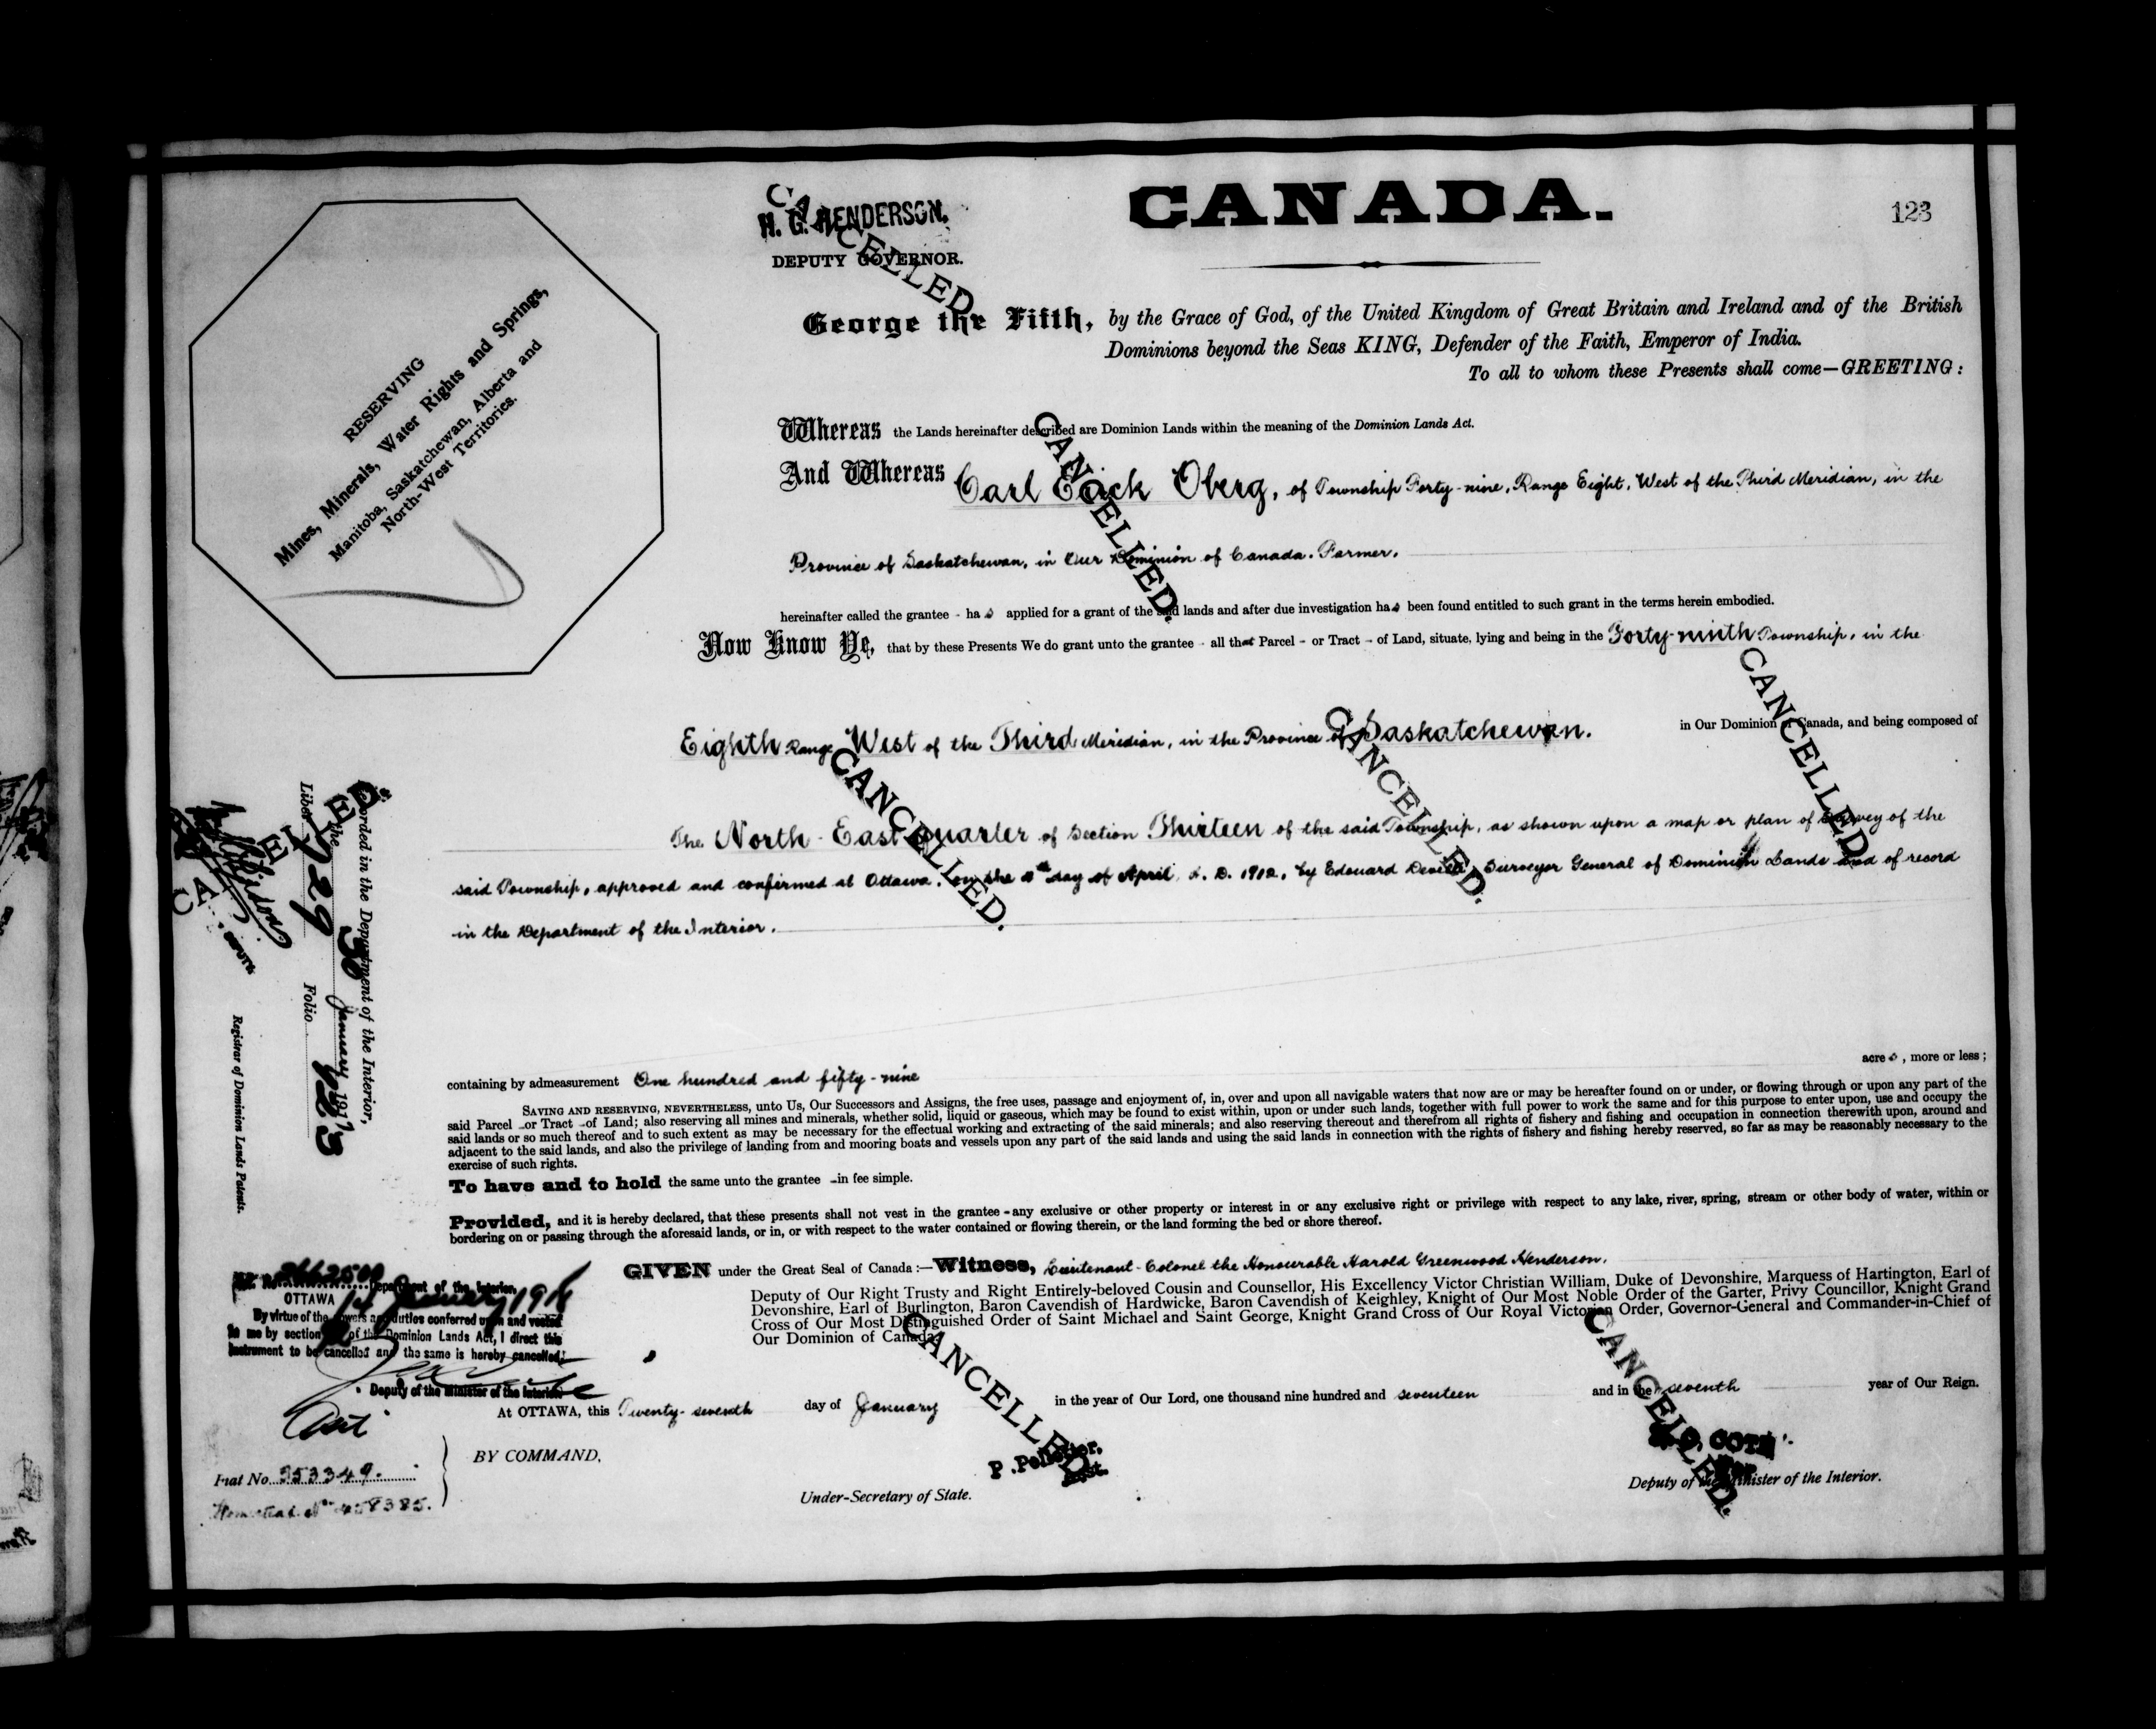 CANADA.
123
H. G. HENDERSON.
DEPUTY GOVERNOR.
CANCELLED
RESERVING
Mines, Minerals, Water Rights and Springs,
Manitoba, Saskatchewan, Alberta and
North-West Territories.
George the Fifth, by the Grace of God, of the United Kingdom of Great Britain and Ireland and of the British
Dominions beyond the Seas KING, Defender of the Faith, Emperor of India.
To all to whom these Presents shall come—GREETING:
Whereas the Lands hereinafter described are Dominion Lands within the meaning of the Dominion Lands Act.
And Whereas Carl Oberg, of Township Forty-nine, Range Eight, West of the Third Meridian, in the
CANCELLED.
Province of Saskatchewan, in Our Dominion of Canada. Farmer.
hereinafter called the grantee - has applied for a grant of the said lands and after due investigation has been found entitled to such grant in the terms herein embodied.
Now Know Ye, that by these Presents We do grant unto the grantee - all that Parcel - or Tract - of Land, situate, lying and being in the Forty-ninth Township, in the
Eighth Range West of the Third Meridian, in the Province of Saskatchewan. in Our Dominion of Canada, and being composed of
CANCELLED.
CANCELLED.
CANCELLED.
The North-East quarter of Section Thirteen of the said Township, as shown upon a map or plan of survey of the
said Township, approved and confirmed at Ottawa, on the day of April, A. D. 1912, by Edouard Deville, Surveyor General of Dominion Lands and of record
in the Department of the Interior.
Recorded in the Department of the Interior,
the 30 January 1917
Liber 729 Folio 123
Registrar of Dominion Lands Patents.
containing by admeasurement One hundred and fifty-nine acres, more or less;
SAVING AND RESERVING, NEVERTHELESS, unto Us, Our Successors and Assigns, the free uses, passage and enjoyment of, in, over and upon all navigable waters that now are or may be hereafter found on or under, or flowing through or upon any part of the
said Parcel - or Tract - of Land; also reserving all mines and minerals, whether solid, liquid or gaseous, which may be found to exist within, upon or under such lands, together with full power to work the same and for this purpose to enter upon, use and occupy the
said lands or so much thereof and to such extent as may be necessary for the effectual working and extracting of the said minerals; and also reserving thereout and therefrom all rights of fishery and fishing and occupation in connection therewith upon, around and
adjacent to the said lands, and also the privilege of landing from and mooring boats and vessels upon any part of the said lands and using the said lands in connection with the rights of fishery and fishing hereby reserved, so far as may be reasonably necessary to the
exercise of such rights.
To have and to hold the same unto the grantee - in fee simple.
Provided, and it is hereby declared, that these presents shall not vest in the grantee - any exclusive or other property or interest in or any exclusive right or privilege with respect to any lake, river, spring, stream or other body of water, within or
bordering on or passing through the aforesaid lands, or in, or with respect to the water contained or flowing therein, or the land forming the bed or shore thereof.
GIVEN under the Great Seal of Canada:—Witness, Lieutenant-Colonel the Honourable Harold Greenwood Henderson.
Deputy of Our Right Trusty and Right Entirely-beloved Cousin and Counsellor, His Excellency Victor Christian William, Duke of Devonshire, Marquess of Hartington, Earl of
Devonshire, Earl of Burlington, Baron Cavendish of Hardwicke, Baron Cavendish of Keighley, Knight of Our Most Noble Order of the Garter, Privy Councillor, Knight Grand
Cross of Our Most Distinguished Order of Saint Michael and Saint George, Knight Grand Cross of Our Royal Victorian Order, Governor-General and Commander-in-Chief of
Our Dominion of Canada.
Department of the Interior,
OTTAWA 14 January 1918
By virtue of the powers and duties conferred upon and vested
in me by section of the Dominion Lands Act, I direct this
instrument to be cancelled and the same is hereby cancelled.
Deputy of the Minister of the Interior
CANCELLED.
CANCELLED.
At OTTAWA, this Twenty-seventh day of January in the year of Our Lord, one thousand nine hundred and seventeen and in the seventh year of Our Reign.
BY COMMAND,
Fiat No. 353349.
Homestead No 458385.
P. Pelletier.
Under-Secretary of State.
COTE
Deputy of the Minister of the Interior.